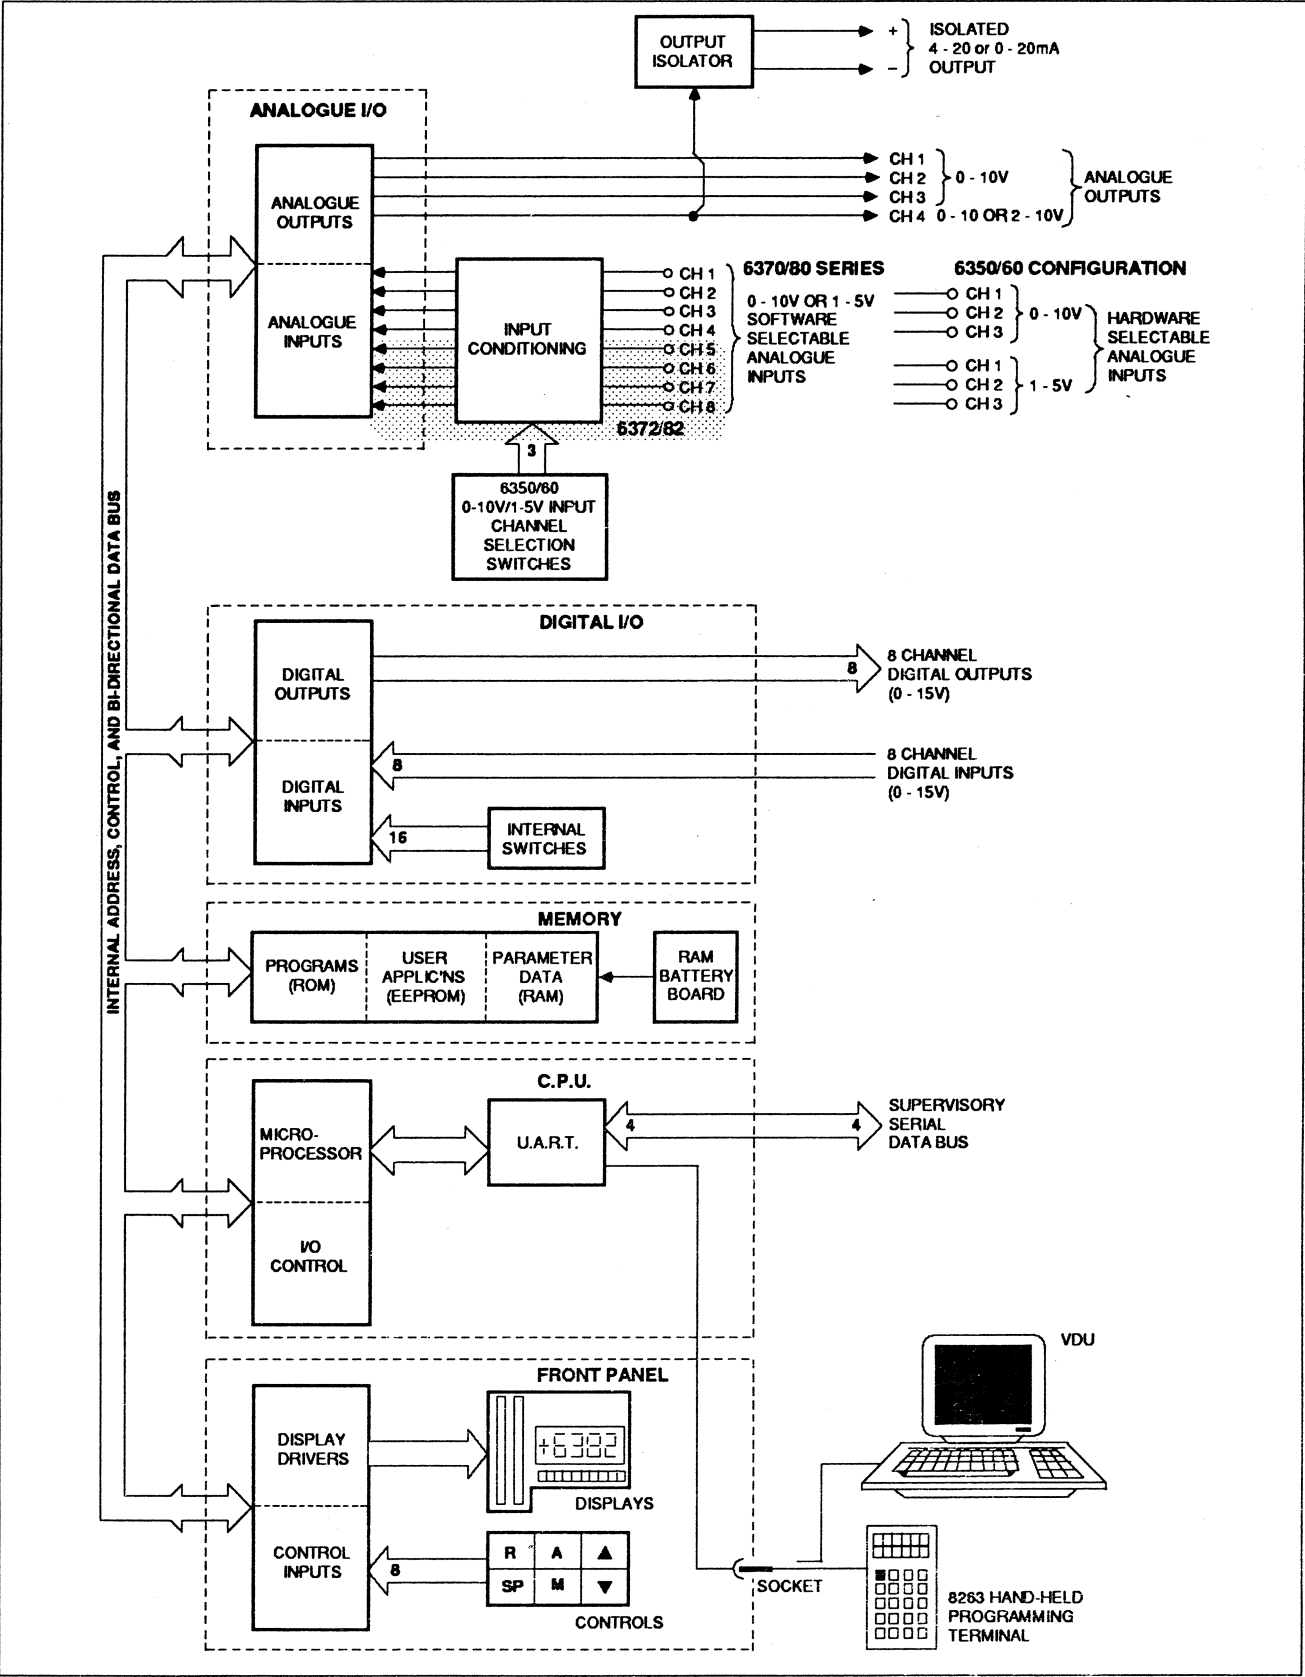 OUTPUT
ISOLATOR
+
−
ISOLATED
4 - 20 or 0 - 20mA
OUTPUT
ANALOGUE I/O
ANALOGUE
OUTPUTS
ANALOGUE
INPUTS
CH 1
CH 2
CH 3
CH 4
0 - 10V
0 - 10 OR 2 - 10V
ANALOGUE
OUTPUTS
INPUT
CONDITIONING
CH 1
CH 2
CH 3
CH 4
CH 5
CH 6
CH 7
CH 8
6372/82
6370/80 SERIES
0 - 10V OR 1 - 5V
SOFTWARE
SELECTABLE
ANALOGUE
INPUTS
6350/60 CONFIGURATION
CH 1
CH 2
CH 3
0 - 10V
CH 1
CH 2
CH 3
1 - 5V
HARDWARE
SELECTABLE
ANALOGUE
INPUTS
3
6350/60
0-10V/1-5V INPUT
CHANNEL
SELECTION
SWITCHES
INTERNAL ADDRESS, CONTROL, AND BI-DIRECTIONAL DATA BUS
DIGITAL I/O
DIGITAL
OUTPUTS
DIGITAL
INPUTS
8
8 CHANNEL
DIGITAL OUTPUTS
(0 - 15V)
8
8 CHANNEL
DIGITAL INPUTS
(0 - 15V)
16
INTERNAL
SWITCHES
MEMORY
PROGRAMS
(ROM)
USER
APPLIC'NS
(EEPROM)
PARAMETER
DATA
(RAM)
RAM
BATTERY
BOARD
C.P.U.
MICRO-
PROCESSOR
I/O
CONTROL
U.A.R.T.
4
4
SUPERVISORY
SERIAL
DATA BUS
FRONT PANEL
DISPLAY
DRIVERS
CONTROL
INPUTS
+6382
DISPLAYS
8
R A ▲
SP M ▼
CONTROLS
SOCKET
VDU
8263 HAND-HELD
PROGRAMMING
TERMINAL